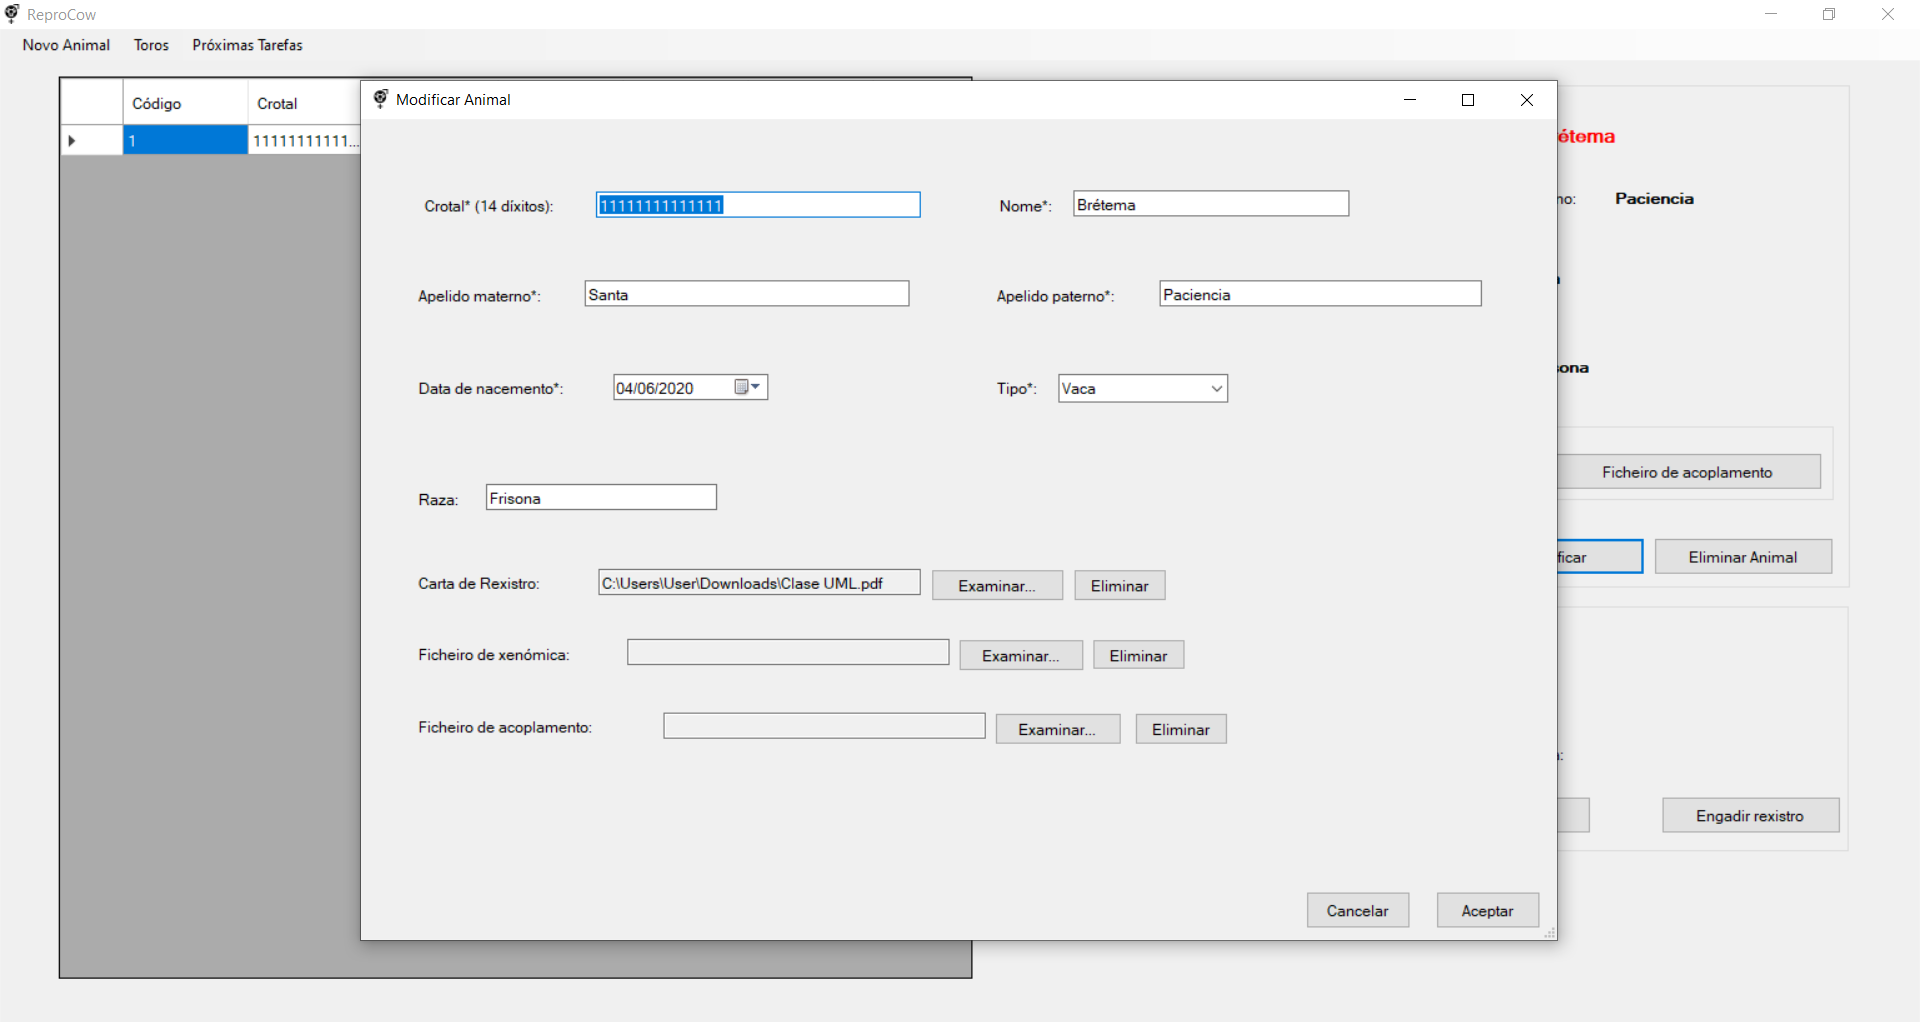 ReproCow
Novo Animal Toros Próximas Tarefas
Código Crotal
1 11111111111...
Modificar Animal
Crotal* (14 díxitos): 11111111111111 Nome*: Brétema
Apelido materno*: Santa Apelido paterno*: Paciencia
Data de nacemento*: 04/06/2020 Tipo*: Vaca
Raza: Frisona
Carta de Rexistro: C:\Users\User\Downloads\Clase UML.pdf Examinar... Eliminar
Ficheiro de xenómica: Examinar... Eliminar
Ficheiro de acoplamento: Examinar... Eliminar
Cancelar Aceptar
étema
no: Paciencia
sona
Ficheiro de acoplamento
ficar Eliminar Animal
Engadir rexistro